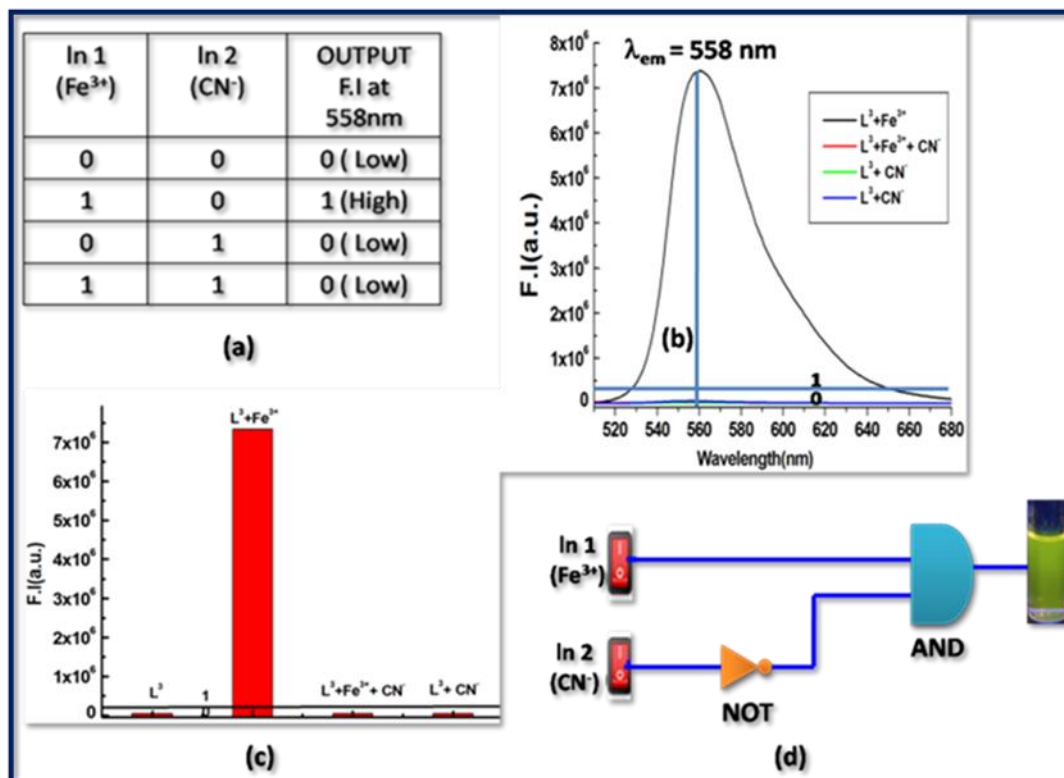 In 1 (Fe³⁺) In 2 (CN⁻) OUTPUT F.I at 558nm
0 0 0 ( Low)
1 0 1 (High)
0 1 0 ( Low)
1 1 0 ( Low)
(a)
λem = 558 nm
8x10⁶
7x10⁶
6x10⁶
5x10⁶
4x10⁶
3x10⁶
2x10⁶
1x10⁶
0
F.I(a.u.)
L³+Fe³⁺
L³+Fe³⁺+ CN⁻
L³+ CN⁻
L³+CN⁻
(b)
1
0
520 540 560 580 600 620 640 660 680
Wavelength(nm)
7x10⁶
6x10⁶
5x10⁶
4x10⁶
3x10⁶
2x10⁶
1x10⁶
0
F.I(a.u.)
L³+Fe³⁺
L³
1
0
L³+Fe³⁺+ CN⁻
L³+ CN⁻
(c)
In 1
(Fe³⁺)
I
O
In 2
(CN⁻)
I
O
NOT
AND
(d)